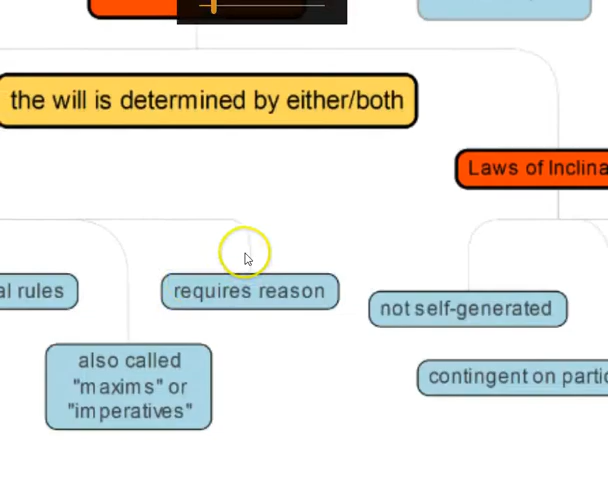 the will is determined by either/both
Laws of Inclina
al rules
requires reason
not self-generated
also called
"maxims" or
"imperatives"
contingent on partic